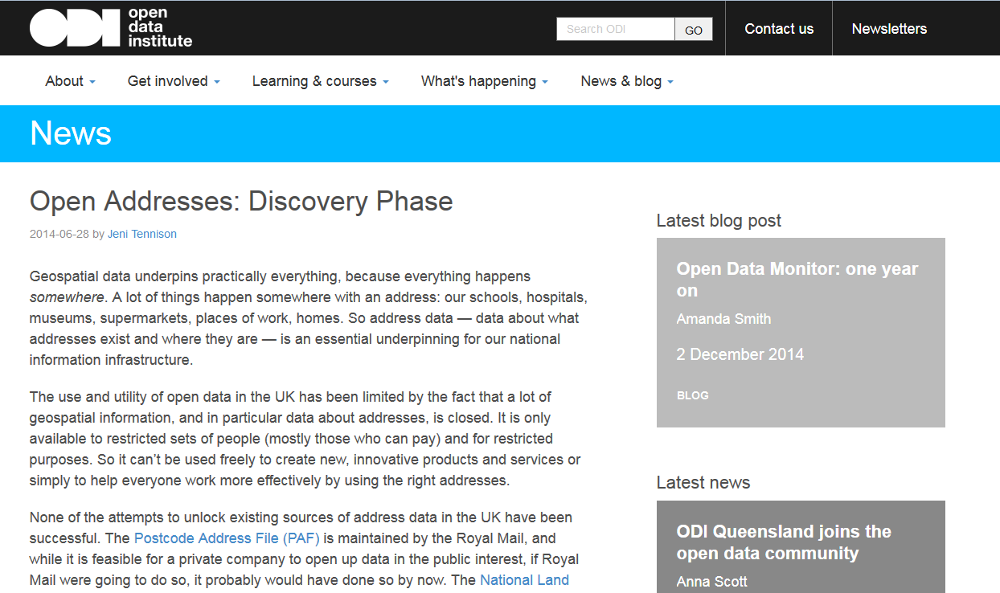 ODI open
data
institute
Search ODI
GO
Contact us
Newsletters
About
Get involved
Learning & courses
What's happening
News & blog
News
Open Addresses: Discovery Phase
2014-06-28 by Jeni Tennison
Geospatial data underpins practically everything, because everything happens
somewhere. A lot of things happen somewhere with an address: our schools, hospitals,
museums, supermarkets, places of work, homes. So address data — data about what
addresses exist and where they are — is an essential underpinning for our national
information infrastructure.
The use and utility of open data in the UK has been limited by the fact that a lot of
geospatial information, and in particular data about addresses, is closed. It is only
available to restricted sets of people (mostly those who can pay) and for restricted
purposes. So it can’t be used freely to create new, innovative products and services or
simply to help everyone work more effectively by using the right addresses.
None of the attempts to unlock existing sources of address data in the UK have been
successful. The Postcode Address File (PAF) is maintained by the Royal Mail, and
while it is feasible for a private company to open up data in the public interest, if Royal
Mail were going to do so, it probably would have done so by now. The National Land
Latest blog post
Open Data Monitor: one year
on
Amanda Smith
2 December 2014
BLOG
Latest news
ODI Queensland joins the
open data community
Anna Scott